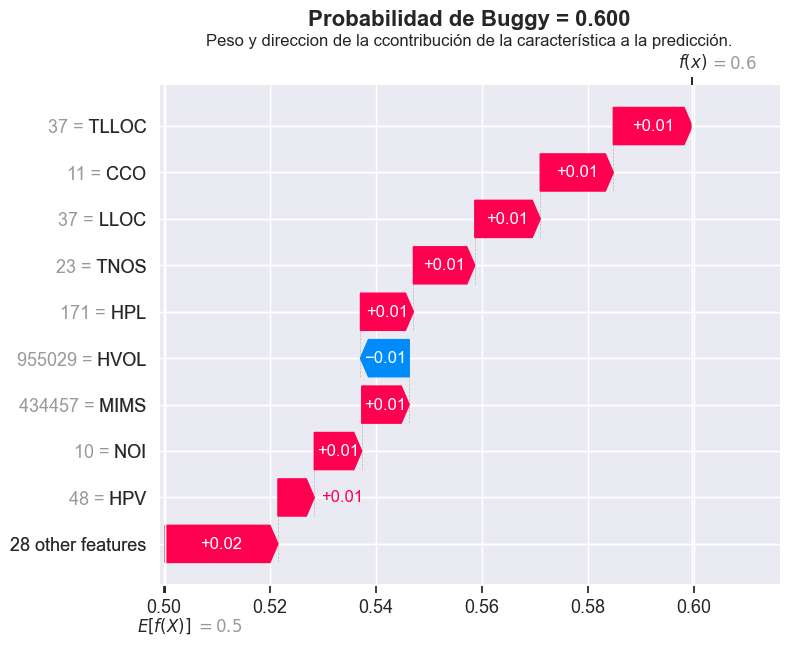 Probabilidad de Buggy = 0.600
Peso y direccion de la ccontribución de la característica a la predicción.
f(x) = 0.6
37 = TLLOC +0.01
11 = CCO +0.01
37 = LLOC +0.01
23 = TNOS +0.01
171 = HPL +0.01
955029 = HVOL −0.01
434457 = MIMS +0.01
10 = NOI +0.01
48 = HPV +0.01
28 other features +0.02
0.50 0.52 0.54 0.56 0.58 0.60
E[f(X)] = 0.5